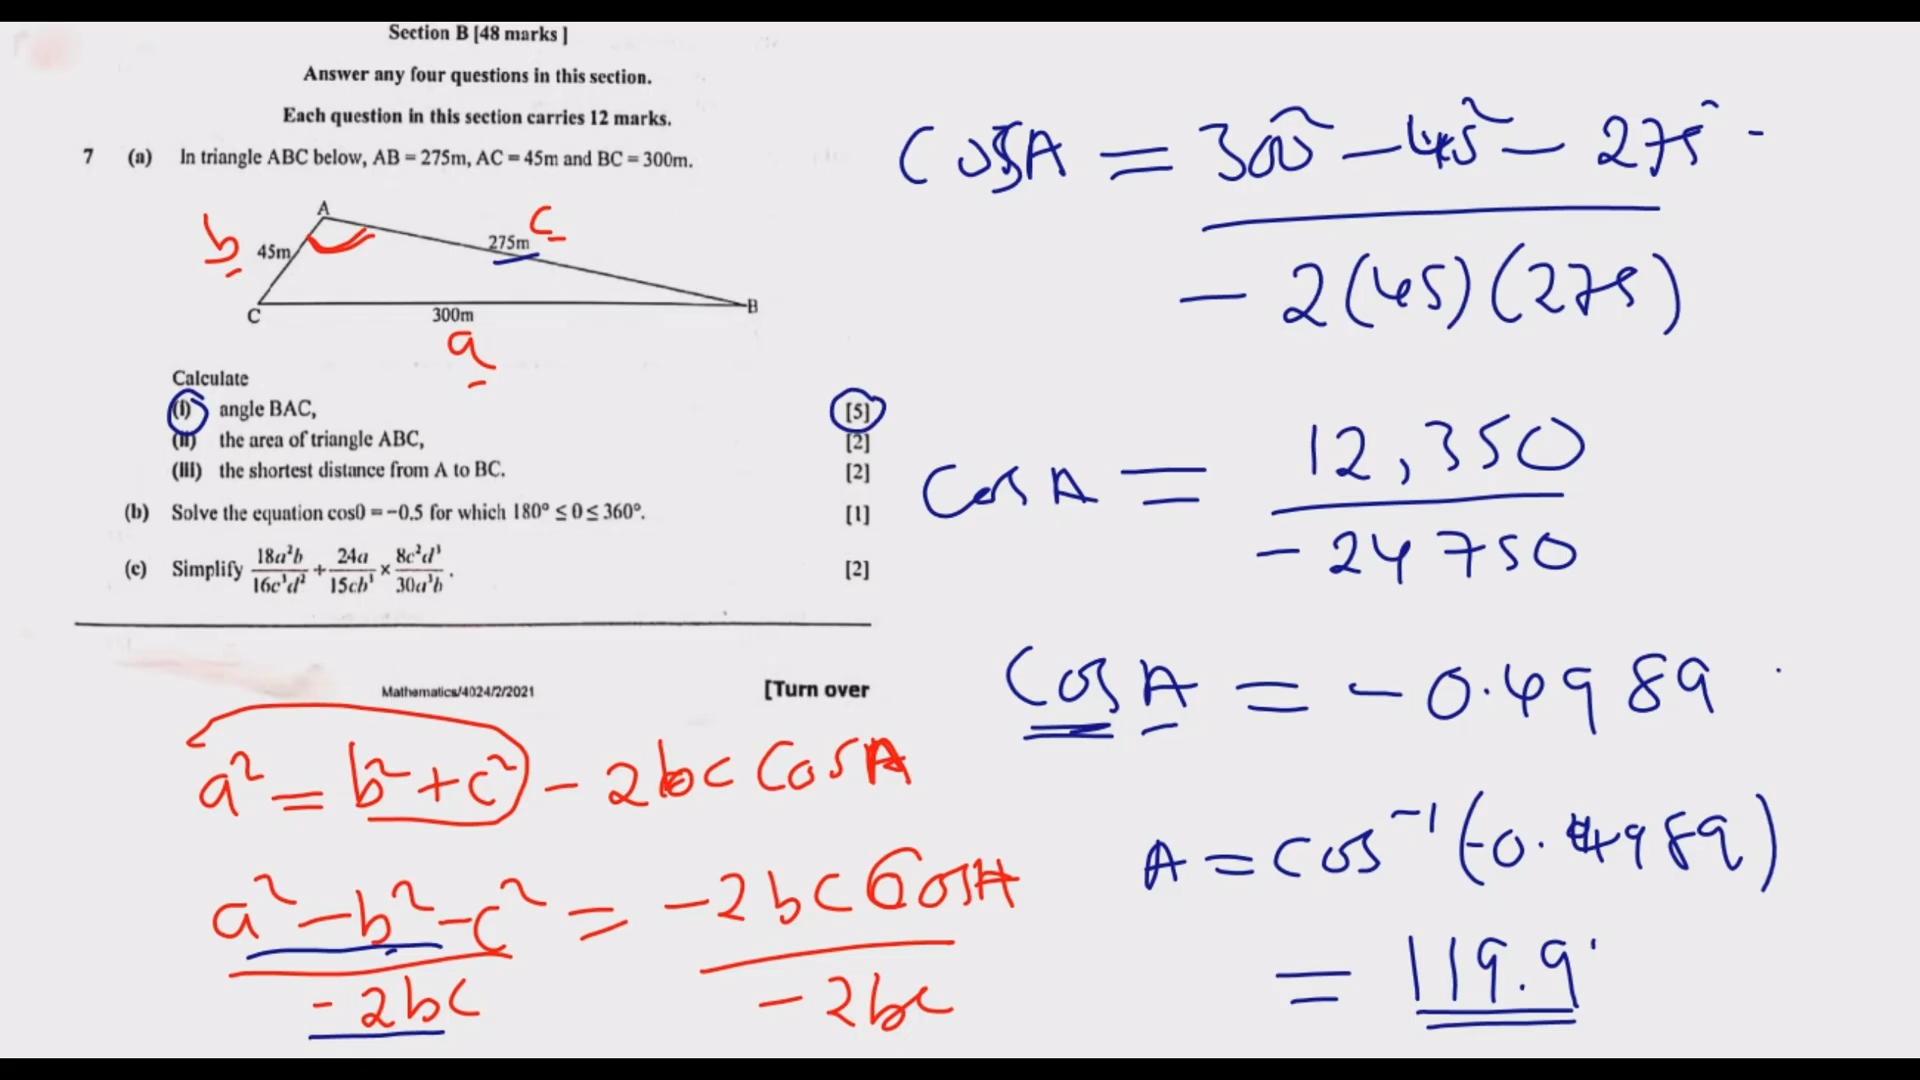 Section B [48 marks ]
Answer any four questions in this section.
Each question in this section carries 12 marks.
7 (a) In triangle ABC below, AB = 275m, AC = 45m and BC = 300m.
A
b
45m
275m
c
C
300m
B
a
Calculate
(i) angle BAC, [5]
(ii) the area of triangle ABC, [2]
(iii) the shortest distance from A to BC. [2]
(b) Solve the equation cosθ = −0.5 for which 180° ≤ θ ≤ 360°. [1]
(c) Simplify 18a²b/16c³d² + 24a/15cb³ × 8c²d³/30a³b . [2]
Mathematics/4024/2/2021 [Turn over
a² = b² + c² - 2bc Cos A
a² - b² - c² = -2bc Cos A
- 2bc - 2bc
Cos A = 300² - 45² - 275²
- 2(45)(275)
Cos A = 12,350
- 24750
Cos A = - 0.4989
A = Cos⁻¹(-0.4989)
= 119.9